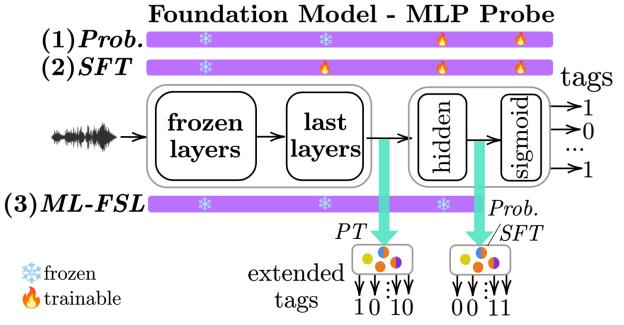 Foundation Model - MLP Probe
(1) Prob.
(2) SFT
tags
frozen
layers
last
layers
hidden
sigmoid
1
0
...
1
(3) ML-FSL
PT
Prob.
/SFT
extended
tags
1 0 : 1 0
0 0 : 1 1
frozen
trainable